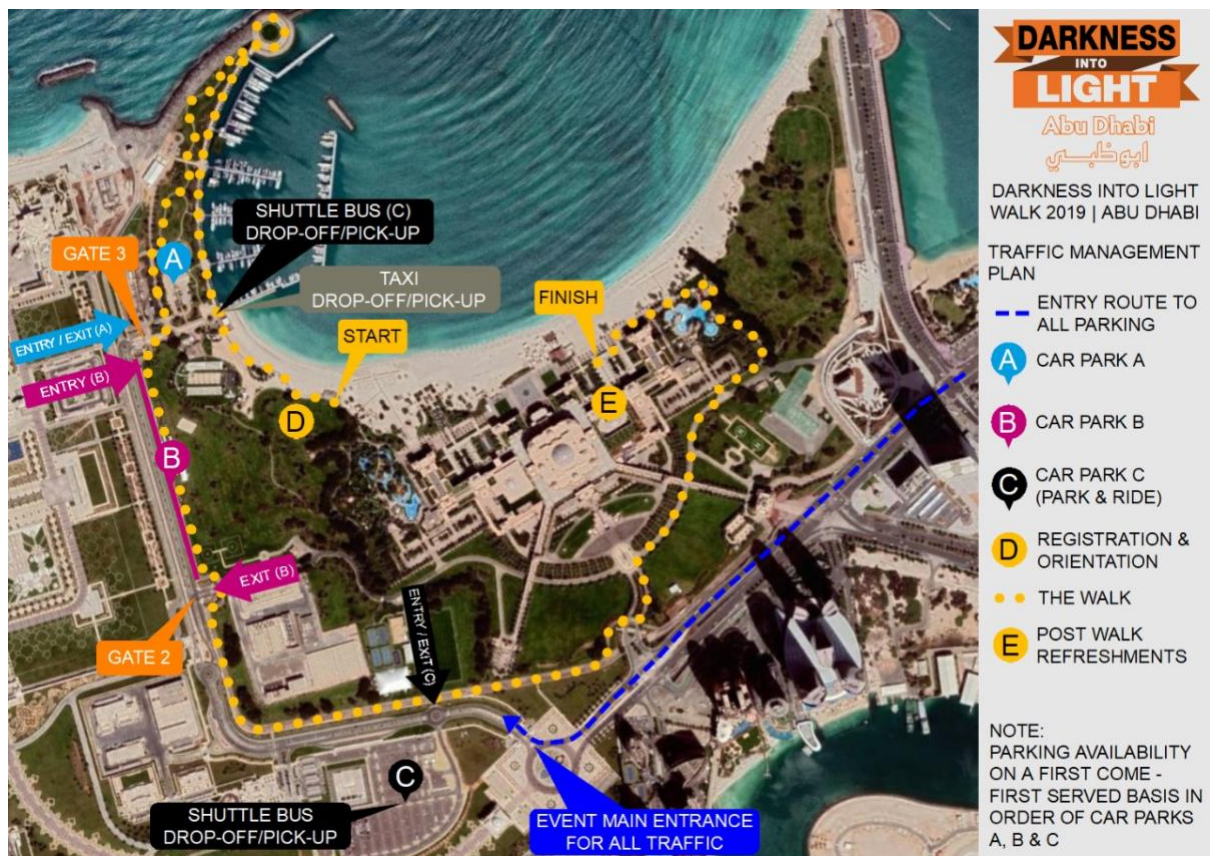 SHUTTLE BUS (C)
DROP-OFF/PICK-UP
GATE 3
A
TAXI
DROP-OFF/PICK-UP
FINISH
START
ENTRY / EXIT (A)
ENTRY (B)
D
E
B
EXIT (B)
ENTRY / EXIT (C)
GATE 2
C
SHUTTLE BUS
DROP-OFF/PICK-UP
EVENT MAIN ENTRANCE
FOR ALL TRAFFIC
DARKNESS
INTO
LIGHT
Abu Dhabi
ابوظبي
DARKNESS INTO LIGHT
WALK 2019 | ABU DHABI
TRAFFIC MANAGEMENT
PLAN
ENTRY ROUTE TO
ALL PARKING
A CAR PARK A
B CAR PARK B
C CAR PARK C
(PARK & RIDE)
D REGISTRATION &
ORIENTATION
THE WALK
E POST WALK
REFRESHMENTS
NOTE:
PARKING AVAILABILITY
ON A FIRST COME -
FIRST SERVED BASIS IN
ORDER OF CAR PARKS
A, B & C